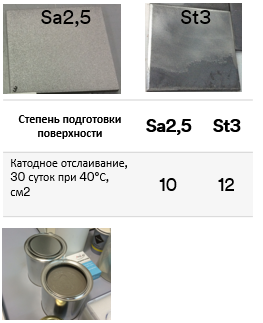 Sa2,5 St3
Степень подготовки
поверхности
Sa2,5 St3
Катодное отслаивание,
30 суток при 40°С,
см2
10 12